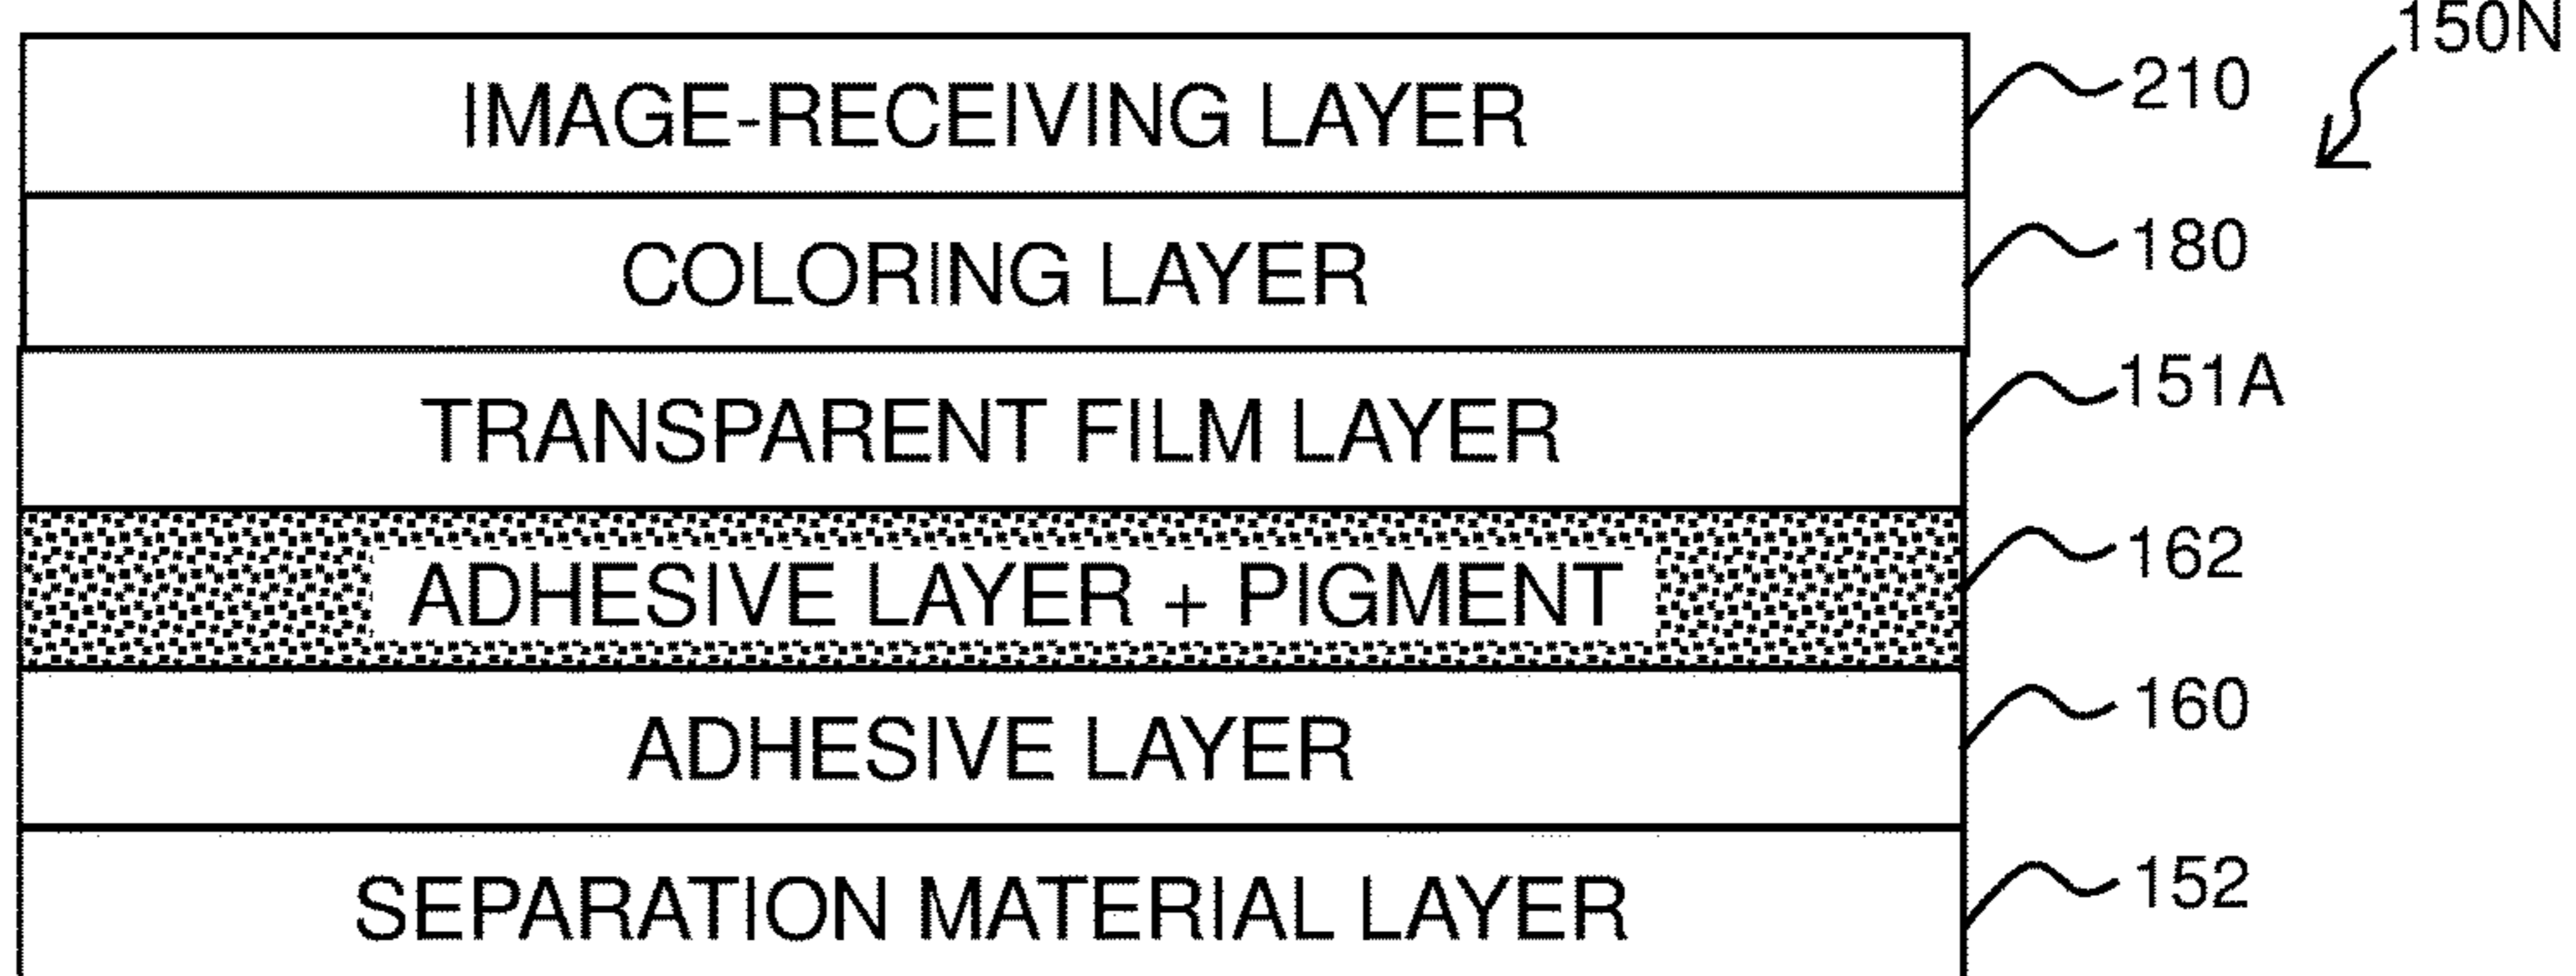 150N
IMAGE-RECEIVING LAYER 210
COLORING LAYER 180
TRANSPARENT FILM LAYER 151A
ADHESIVE LAYER + PIGMENT 162
ADHESIVE LAYER 160
SEPARATION MATERIAL LAYER 152